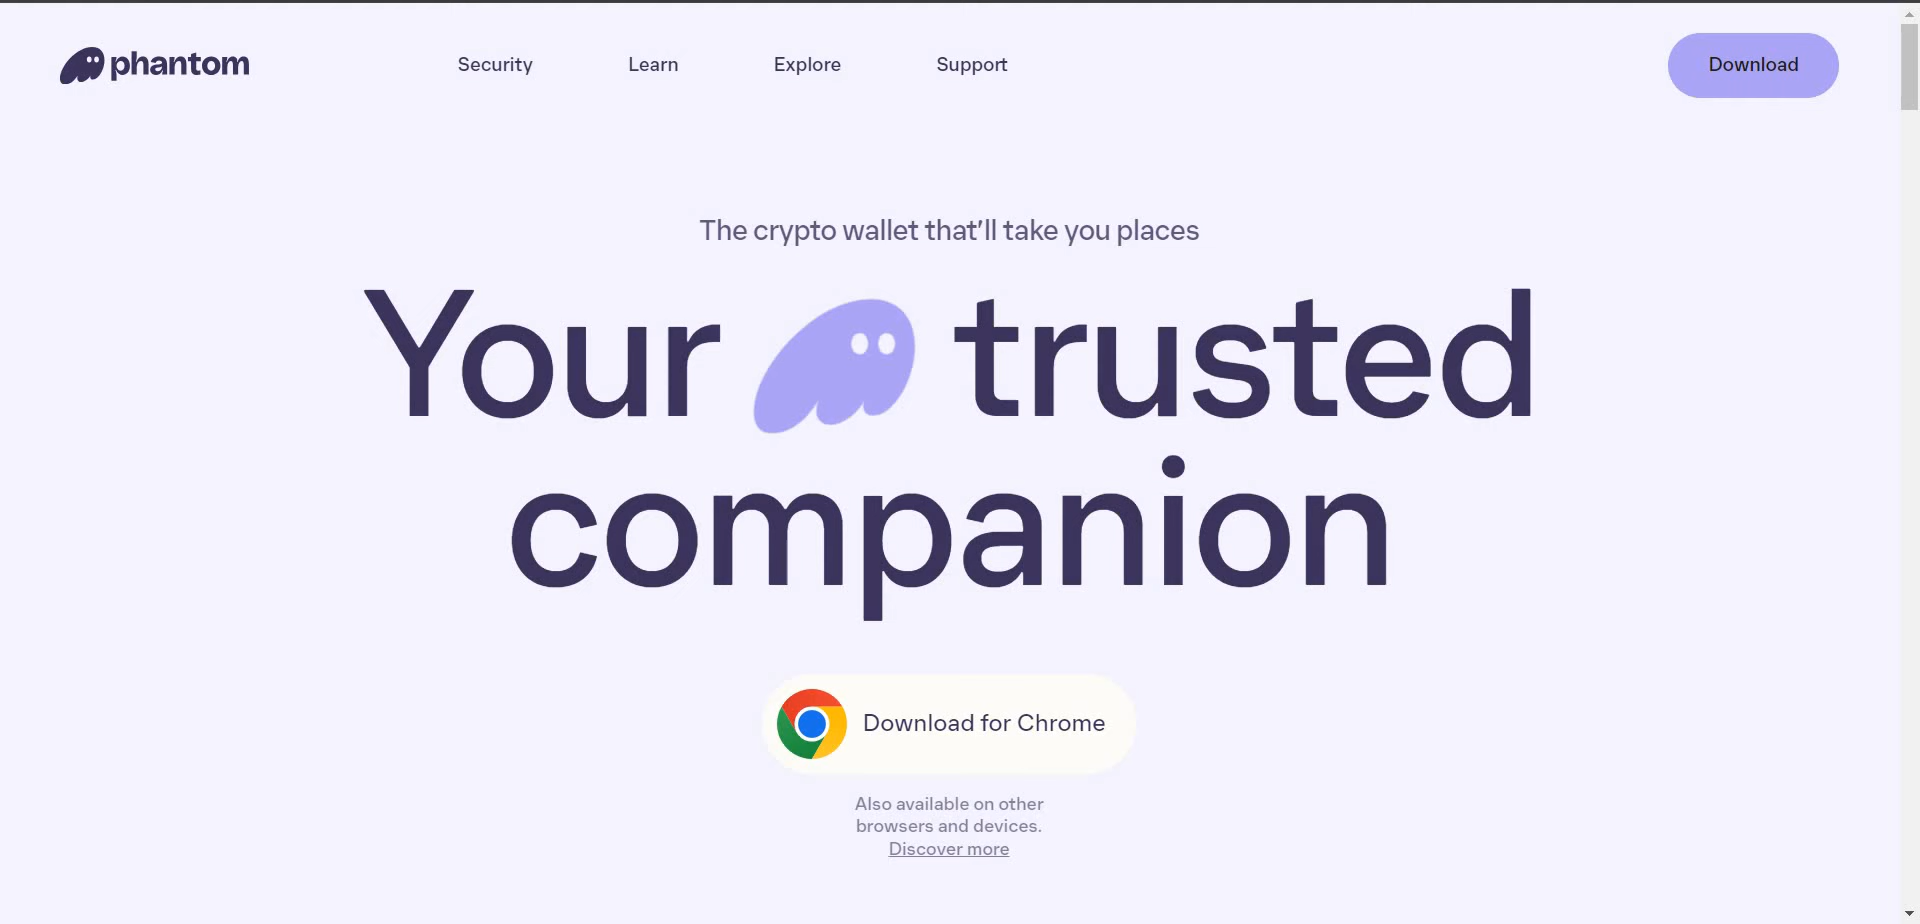 phantom
Security
Learn
Explore
Support
Download
The crypto wallet that'll take you places
Your trusted
companion
Download for Chrome
Also available on other
browsers and devices.
Discover more